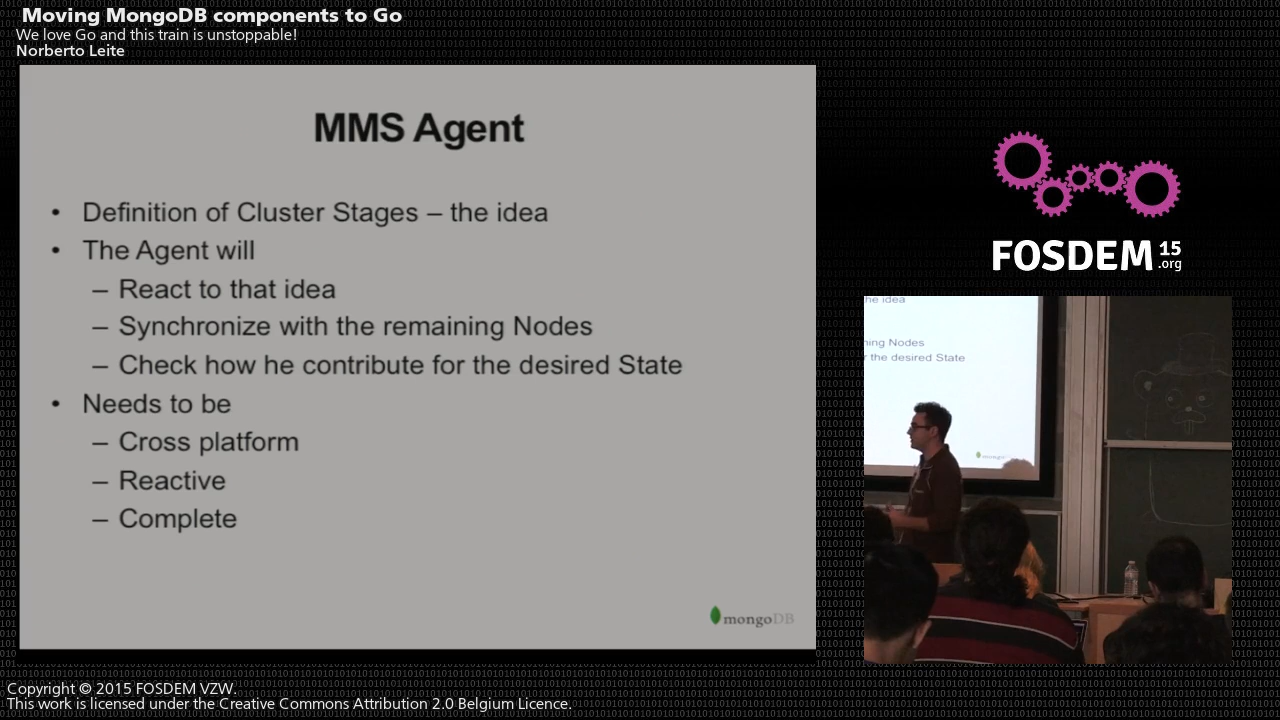 Moving MongoDB components to Go
We love Go and this train is unstoppable!
Norberto Leite
MMS Agent
• Definition of Cluster Stages – the idea
• The Agent will
– React to that idea
– Synchronize with the remaining Nodes
– Check how he contribute for the desired State
• Needs to be
– Cross platform
– Reactive
– Complete
mongoDB
FOSDEM 15
.org
he idea
ning Nodes
the desired State
mongo
Copyright © 2015 FOSDEM VZW.
This work is licensed under the Creative Commons Attribution 2.0 Belgium Licence.